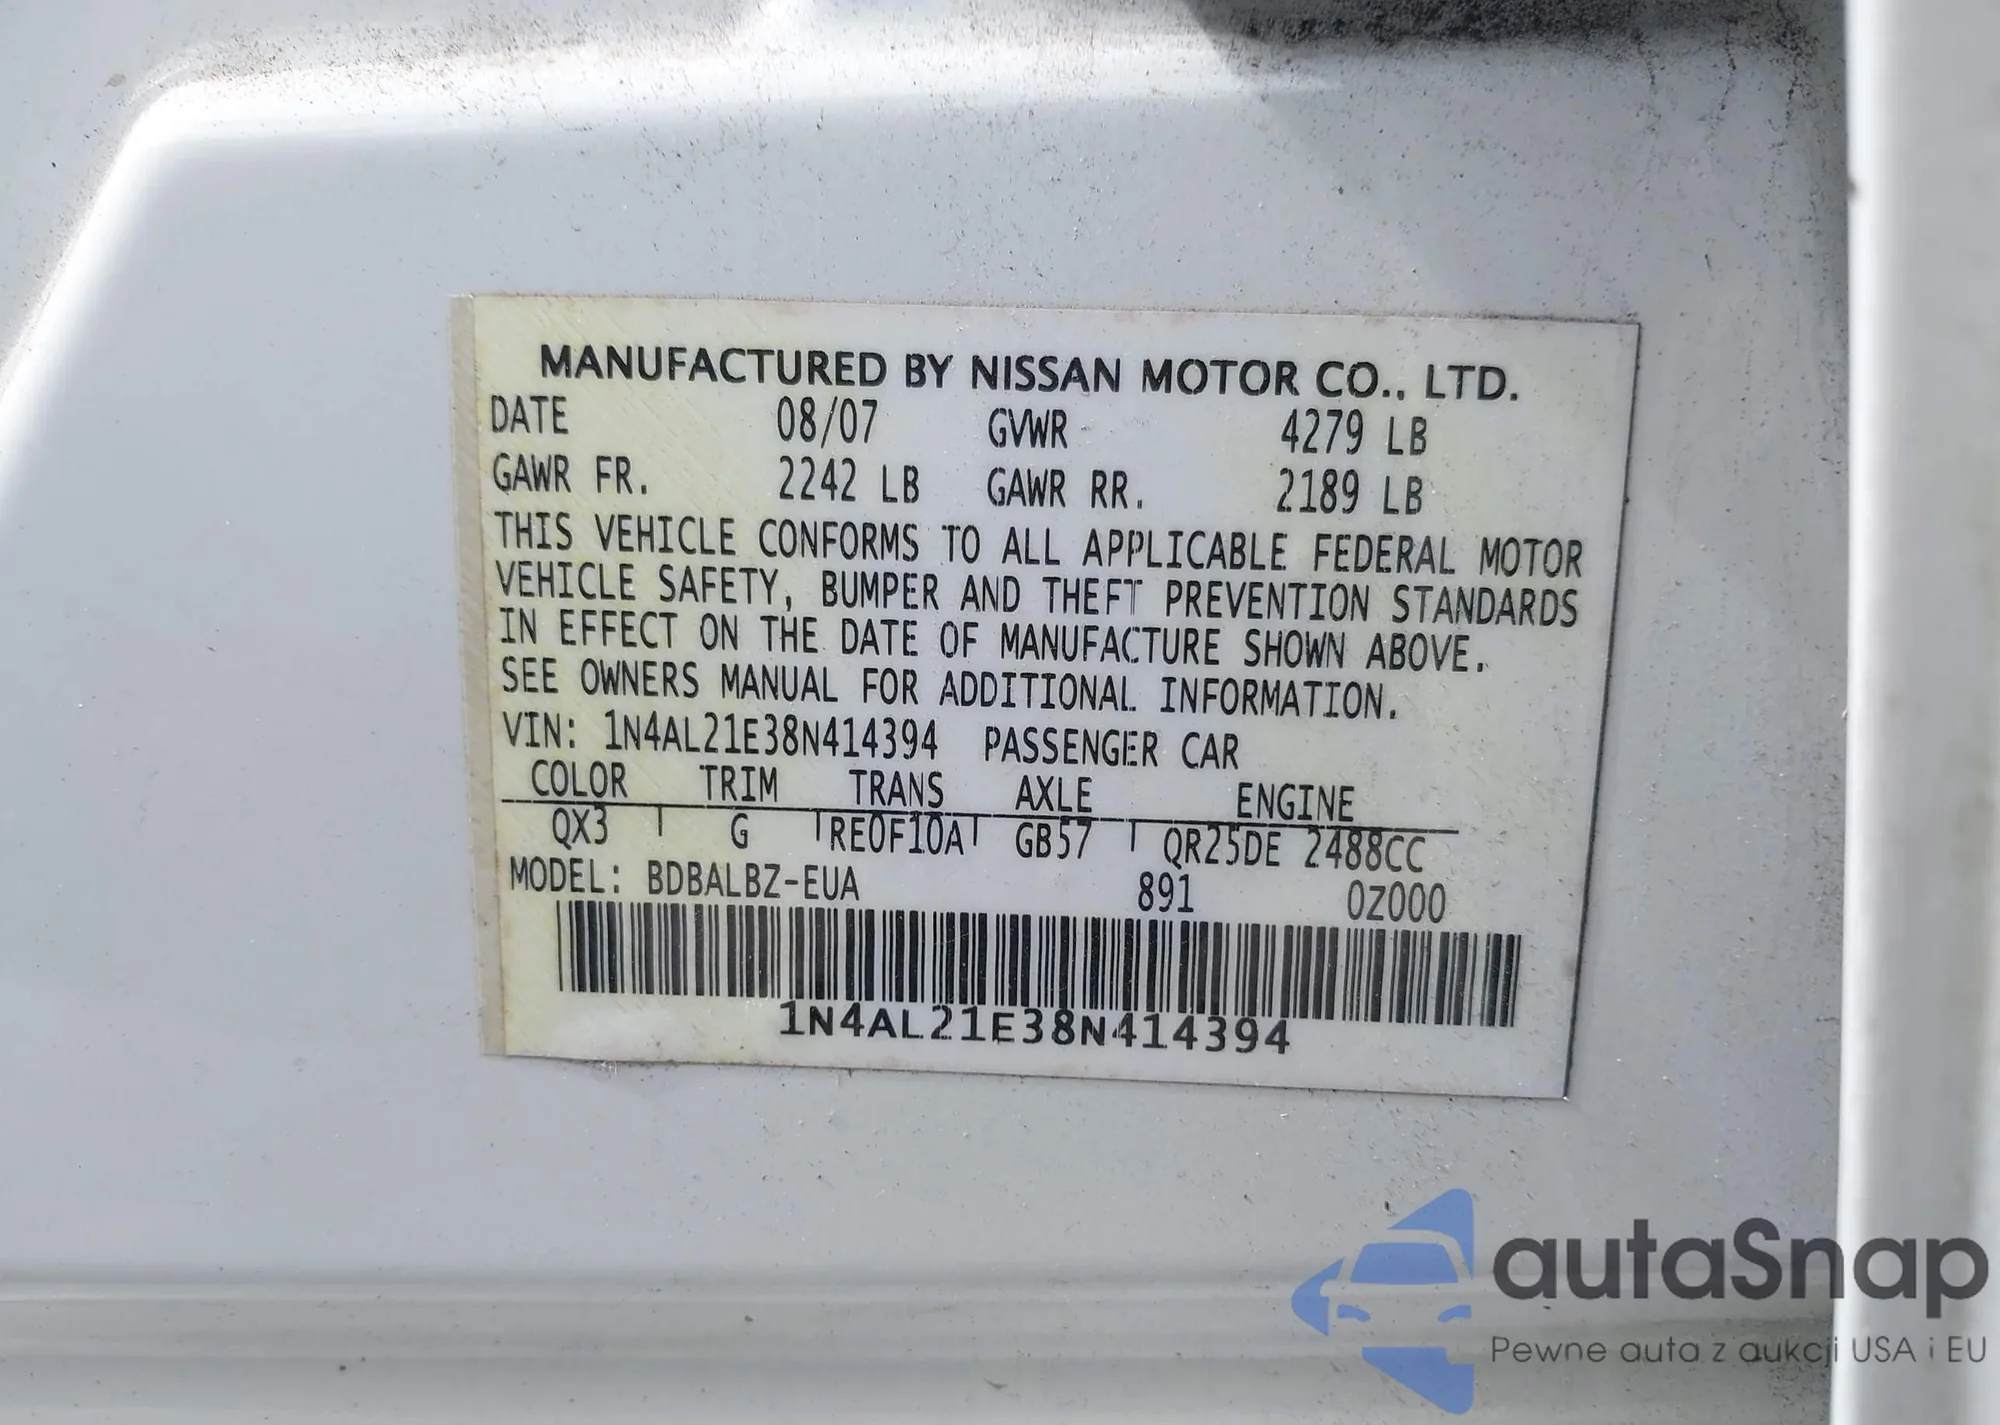 MANUFACTURED BY NISSAN MOTOR CO., LTD.
DATE 08/07 GVWR 4279 LB
GAWR FR. 2242 LB GAWR RR. 2189 LB
THIS VEHICLE CONFORMS TO ALL APPLICABLE FEDERAL MOTOR
VEHICLE SAFETY, BUMPER AND THEFT PREVENTION STANDARDS
IN EFFECT ON THE DATE OF MANUFACTURE SHOWN ABOVE.
SEE OWNERS MANUAL FOR ADDITIONAL INFORMATION.
VIN: 1N4AL21E38N414394 PASSENGER CAR
COLOR TRIM TRANS AXLE ENGINE
QX3 G RE0F10A GB57 QR25DE 2488CC
MODEL: BDBALBZ-EUA 891 0Z000
1N4AL21E38N414394
autaSnap
Pewne auta z aukcji USA i EU